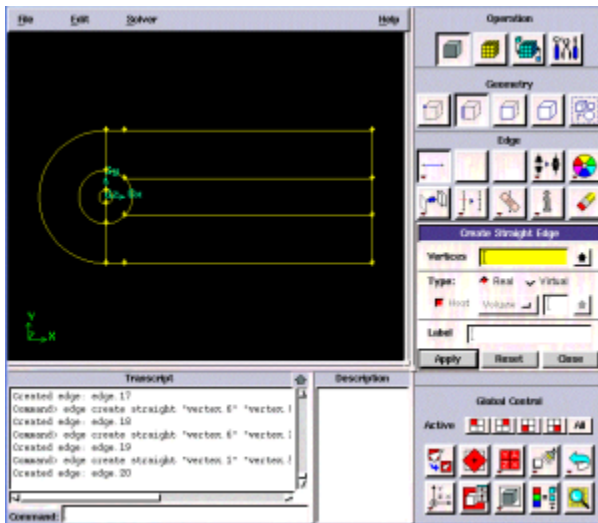 File Edit Solver Help
Operation
Geometry
Edge
Create Straight Edge
Vertices
Type: Real Virtual
Host Volume
Label
Apply Reset Close
Y
Z X
Transcript
Description
Created edge: edge.17
Command> edge create straight "vertex 6" "vertex
Created edge: edge.18
Command> edge create straight "vertex 6" "vertex
Created edge: edge.19
Command> edge create straight "vertex
Created edge: edge.20
Command:
Global Control
Active All